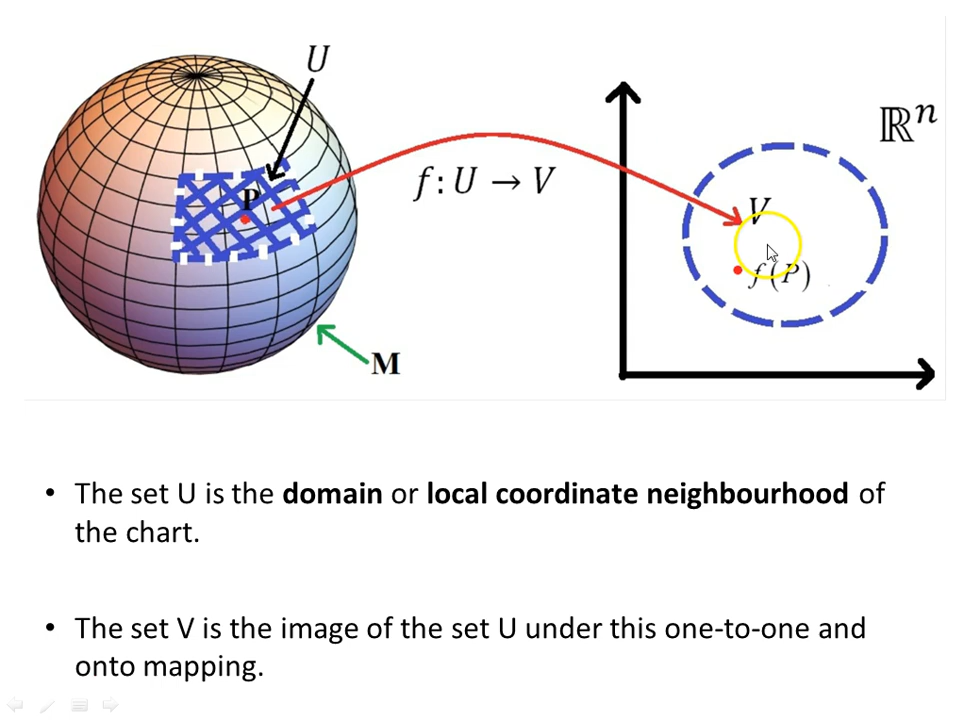 U
ℝⁿ
P
f: U → V
V
f(P)
M
• The set U is the domain or local coordinate neighbourhood of
the chart.
• The set V is the image of the set U under this one-to-one and
onto mapping.